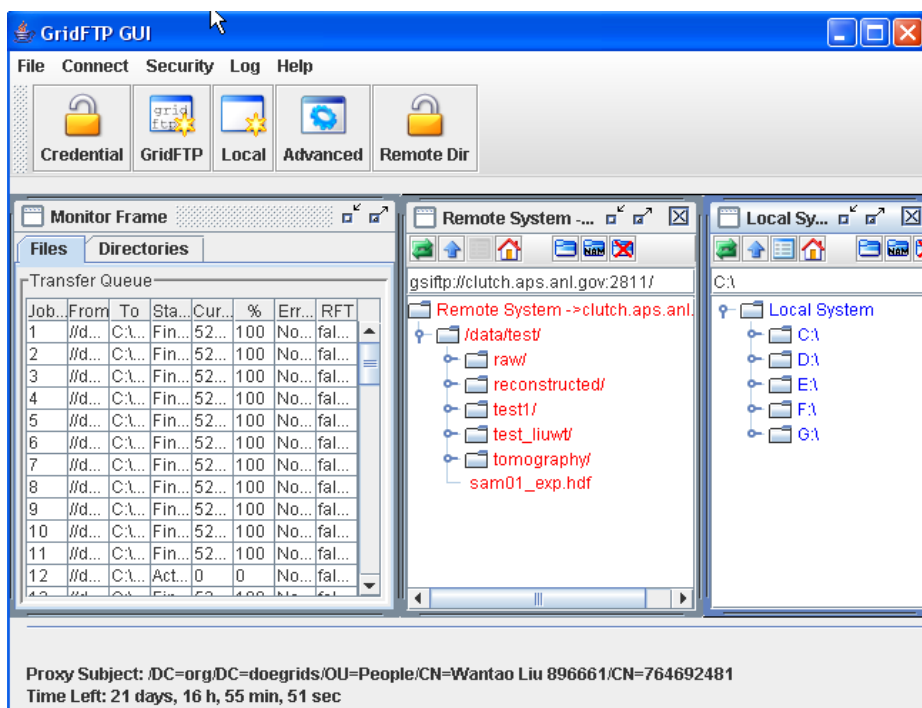 GridFTP GUI
File Connect Security Log Help
Credential GridFTP Local Advanced Remote Dir
Monitor Frame
Files Directories
Transfer Queue
Job... From To Sta... Cur... % Err... RFT
1 //d... C:\... Fin... 52... 100 No... fal...
2 //d... C:\... Fin... 52... 100 No... fal...
3 //d... C:\... Fin... 52... 100 No... fal...
4 //d... C:\... Fin... 52... 100 No... fal...
5 //d... C:\... Fin... 52... 100 No... fal...
6 //d... C:\... Fin... 52... 100 No... fal...
7 //d... C:\... Fin... 52... 100 No... fal...
8 //d... C:\... Fin... 52... 100 No... fal...
9 //d... C:\... Fin... 52... 100 No... fal...
10 //d... C:\... Fin... 52... 100 No... fal...
11 //d... C:\... Fin... 52... 100 No... fal...
12 //d... C:\... Act... 0 0 No... fal...
Remote System -...
gsiftp://clutch.aps.anl.gov:2811/
Remote System ->clutch.aps.anl.
/data/test/
raw/
reconstructed/
test1/
test_liuwt/
tomography/
sam01_exp.hdf
Local Sy...
C:\
Local System
C:\
D:\
E:\
F:\
G:\
Proxy Subject: /DC=org/DC=doegrids/OU=People/CN=Wantao Liu 896661/CN=764692481
Time Left: 21 days, 16 h, 55 min, 51 sec